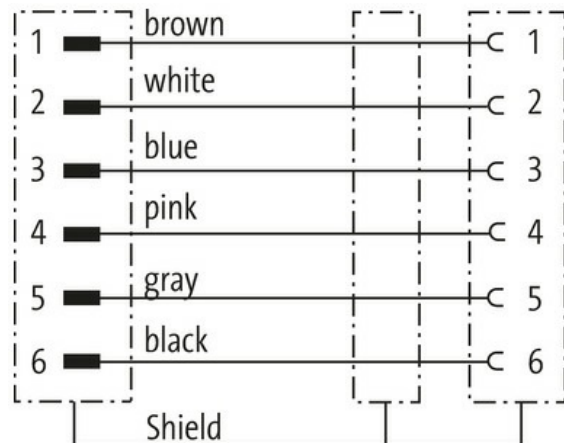 1 brown 1
2 white 2
3 blue 3
4 pink 4
5 gray 5
6 black 6
Shield